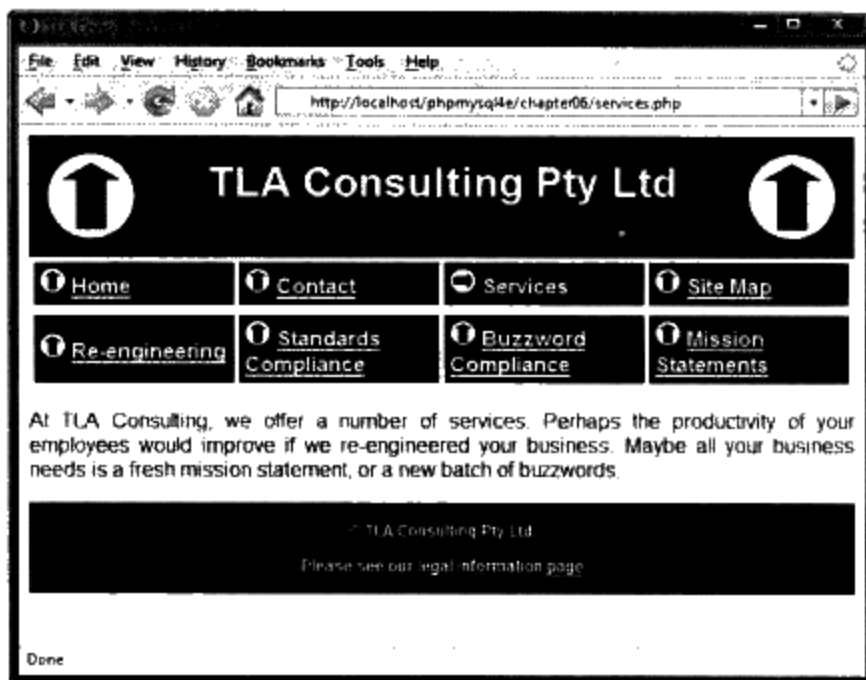 File Edit View History Bookmarks Tools Help
http://localhost/phpmysql4e/chapter06/services.php
TLA Consulting Pty Ltd
Home Contact Services Site Map
Re-engineering Standards Compliance Buzzword Compliance Mission Statements
At TLA Consulting, we offer a number of services. Perhaps the productivity of your
employees would improve if we re-engineered your business. Maybe all your business
needs is a fresh mission statement, or a new batch of buzzwords.
© TLA Consulting Pty Ltd.
Please see our legal information page
Done